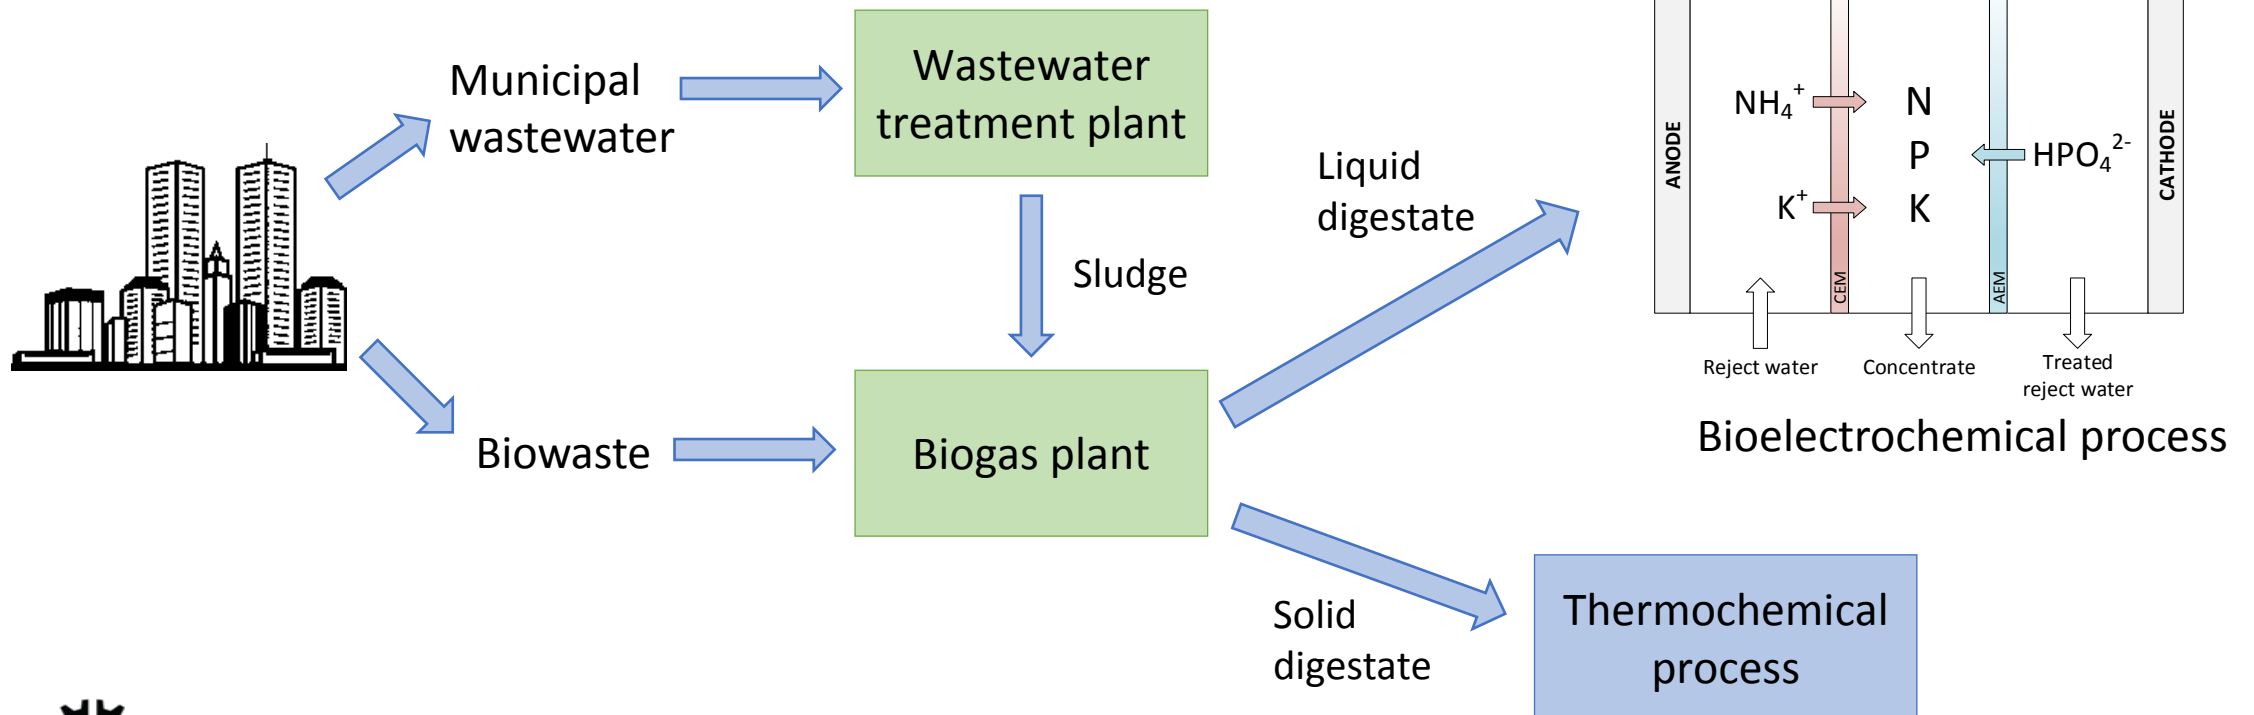 Municipal
wastewater
Wastewater
treatment plant
Sludge
Biowaste
Biogas plant
Liquid
digestate
Solid
digestate
Thermochemical
process
ANODE
NH₄⁺
K⁺
CEM
N
P
K
AEM
HPO₄²⁻
CATHODE
Reject water
Concentrate
Treated
reject water
Bioelectrochemical process